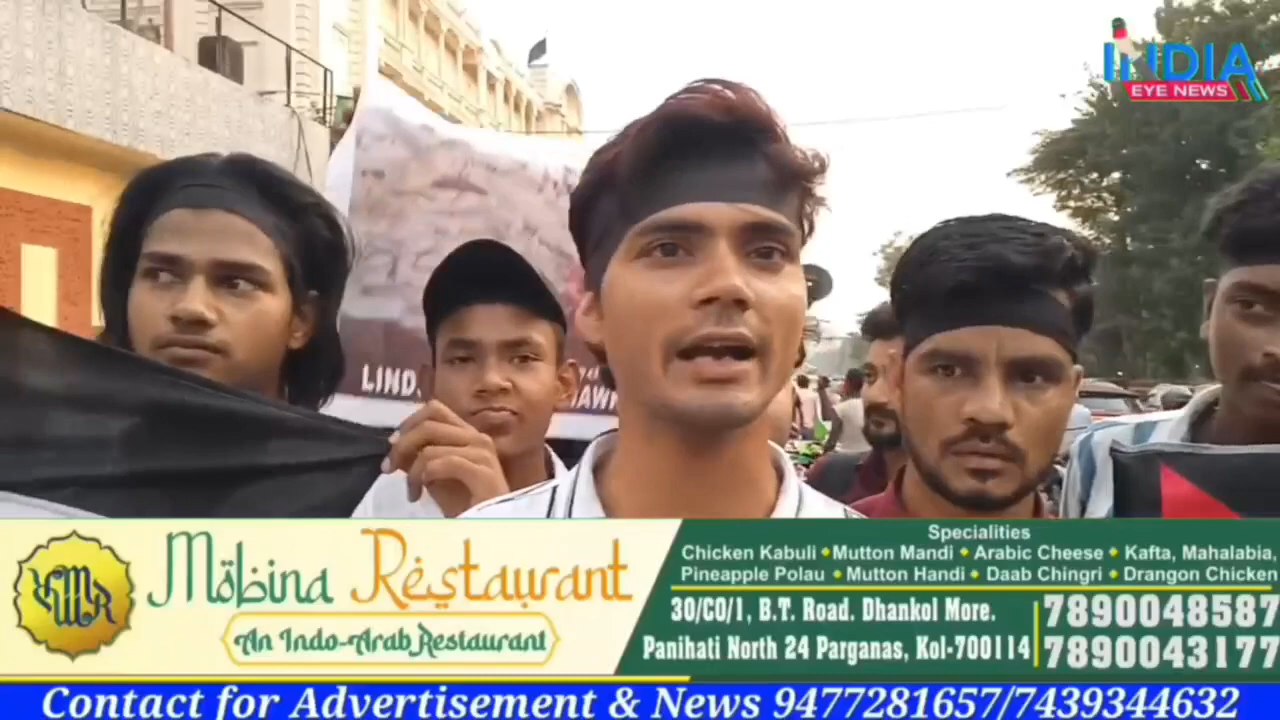 INDIA
EYE NEWS
LIND
Möbina Restaurant
An Indo-Arab Restaurant
Specialities
Chicken Kabuli ◆ Mutton Mandi ◆ Arabic Cheese ◆ Kafta, Mahalabia,
Pineapple Polau ◆ Mutton Handi ◆ Daab Chingri ◆ Drangon Chicken
30/CO/1, B.T. Road. Dhankol More.
Panihati North 24 Parganas, Kol-700114
7890048587
7890043177
Contact for Advertisement & News 9477281657/7439344632